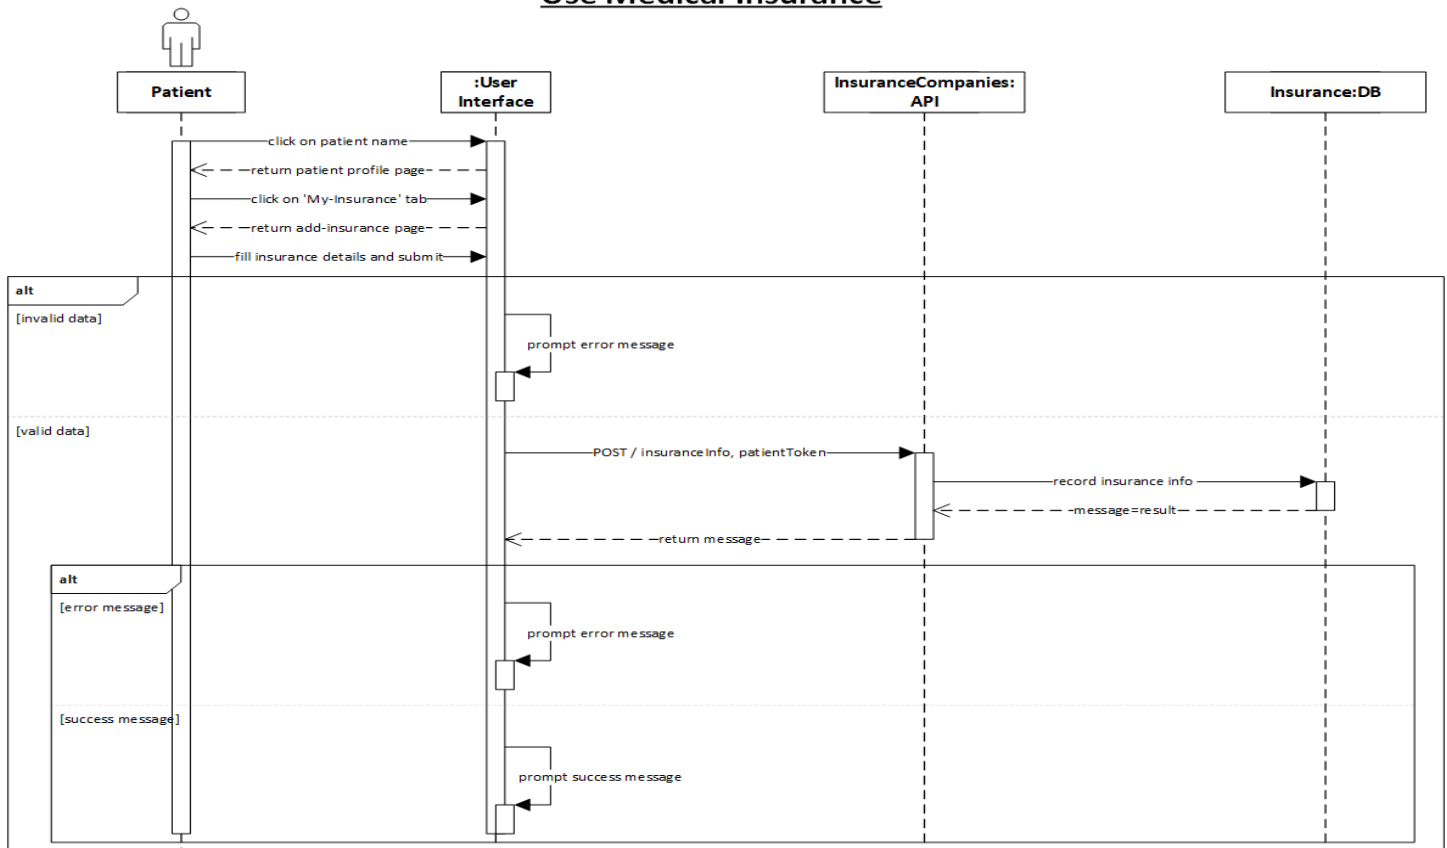 Use Medical Insurance
Patient
:User
Interface
InsuranceCompanies:
API
Insurance:DB
click on patient name
return patient profile page
click on 'My-Insurance' tab
return add-insurance page
fill insurance details and submit
alt
[invalid data]
prompt error message
[valid data]
POST / insuranceInfo, patientToken
record insurance info
message=result
return message
alt
[error message]
prompt error message
[success message]
prompt success message